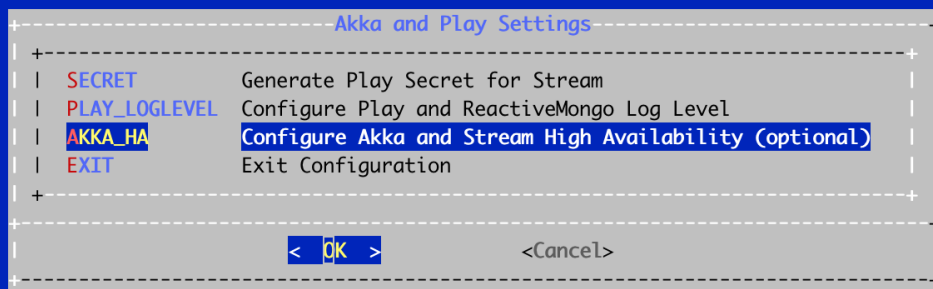 Akka and Play Settings
SECRET Generate Play Secret for Stream
PLAY_LOGLEVEL Configure Play and ReactiveMongo Log Level
AKKA_HA Configure Akka and Stream High Availability (optional)
EXIT Exit Configuration
< OK > <Cancel>